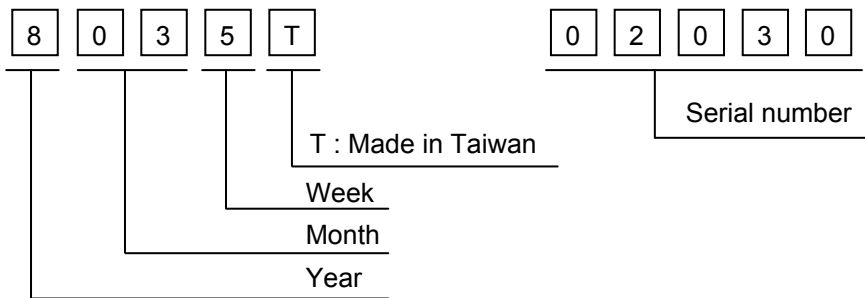 8 0 3 5 T 0 2 0 3 0
Serial number
T : Made in Taiwan
Week
Month
Year